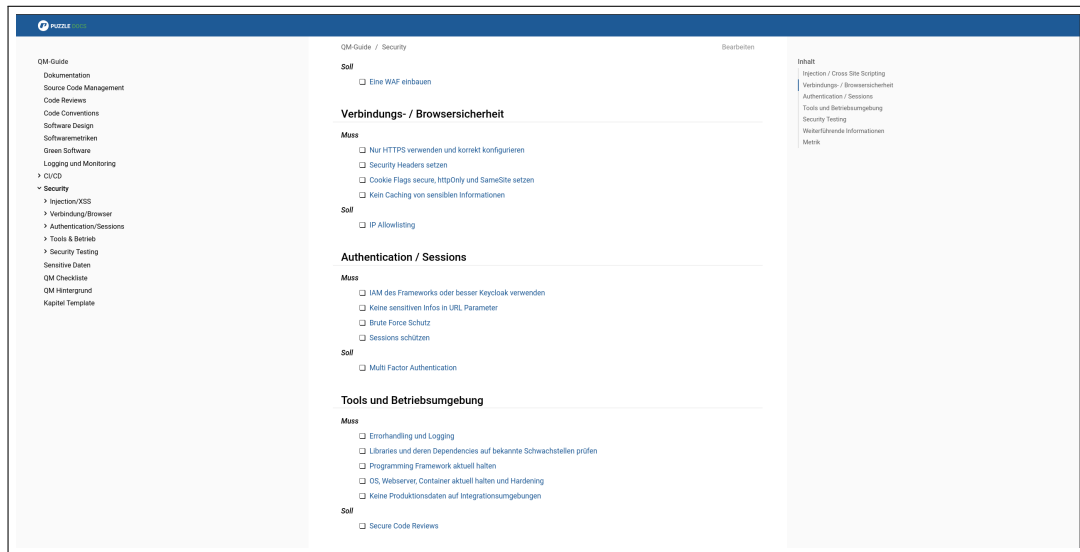 PUZZLE DOCS
QM-Guide
Dokumentation
Source Code Management
Code Reviews
Code Conventions
Software Design
Softwaremetriken
Green Software
Logging und Monitoring
CI/CD
Security
Injection/XSS
Verbindung/Browser
Authentication/Sessions
Tools & Betrieb
Security Testing
Sensitive Daten
QM Checkliste
QM Hintergrund
Kapitel Template
QM-Guide / Security
Bearbeiten
Soll
Eine WAF einbauen
Verbindungs- / Browsersicherheit
Muss
Nur HTTPS verwenden und korrekt konfigurieren
Security Headers setzen
Cookie Flags secure, httpOnly und SameSite setzen
Kein Caching von sensiblen Informationen
Soll
IP Allowlisting
Authentication / Sessions
Muss
IAM des Frameworks oder besser Keycloak verwenden
Keine sensitiven Infos in URL Parameter
Brute Force Schutz
Sessions schützen
Soll
Multi Factor Authentication
Tools und Betriebsumgebung
Muss
Errorhandling und Logging
Libraries und deren Dependencies auf bekannte Schwachstellen prüfen
Programming Framework aktuell halten
OS, Webserver, Container aktuell halten und Hardening
Keine Produktionsdaten auf Integrationsumgebungen
Soll
Secure Code Reviews
Inhalt
Injection / Cross Site Scripting
Verbindungs- / Browsersicherheit
Authentication / Sessions
Tools und Betriebsumgebung
Security Testing
Weiterführende Informationen
Metrik